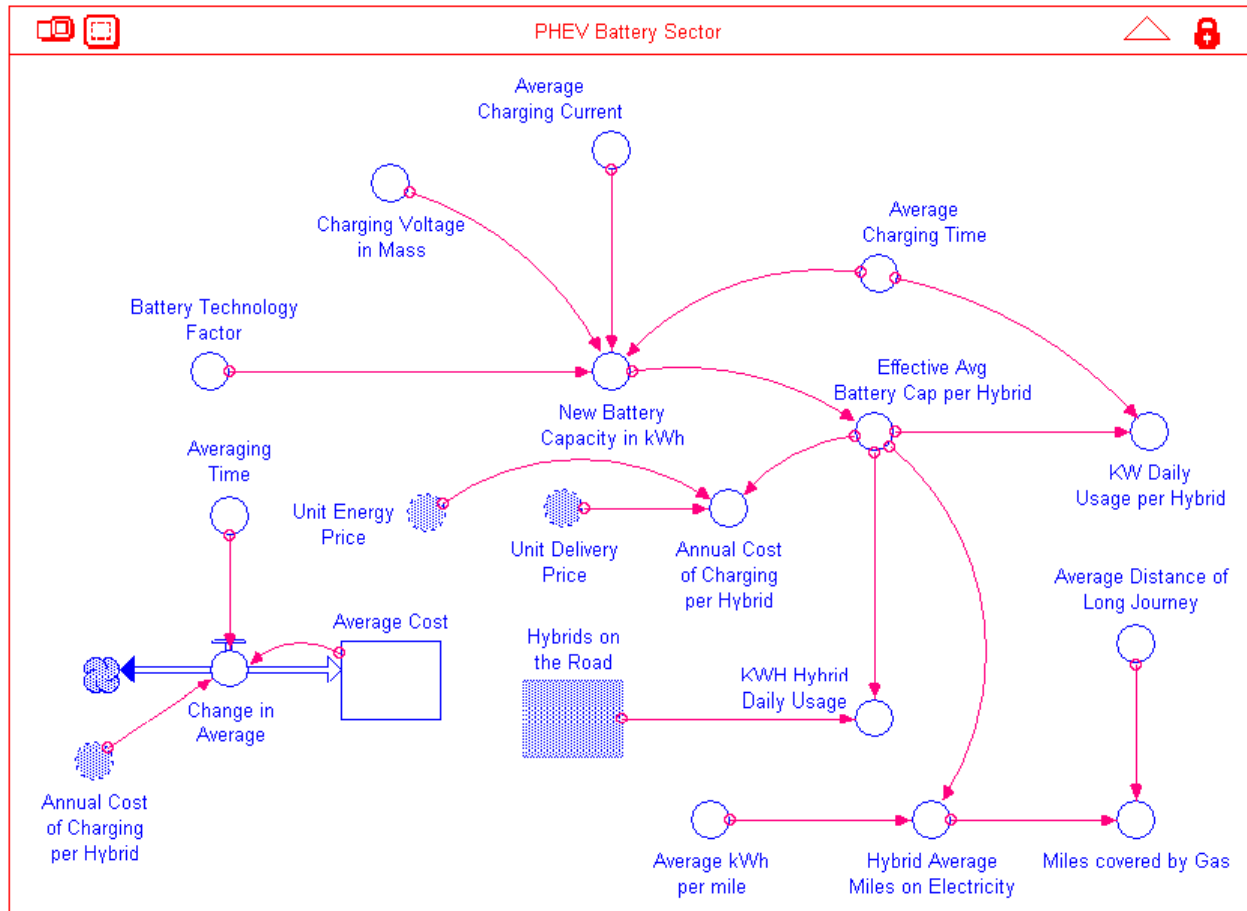 PHEV Battery Sector
Average
Charging Current
Charging Voltage
in Mass
Average
Charging Time
Battery Technology
Factor
Effective Avg
Battery Cap per Hybrid
New Battery
Capacity in kWh
Averaging
Time
KW Daily
Usage per Hybrid
Unit Energy
Price
Unit Delivery
Price
Annual Cost
of Charging
per Hybrid
Average Distance of
Long Journey
Average Cost
Hybrids on
the Road
KWH Hybrid
Daily Usage
Change in
Average
Annual Cost
of Charging
per Hybrid
Average kWh
per mile
Hybrid Average
Miles on Electricity
Miles covered by Gas